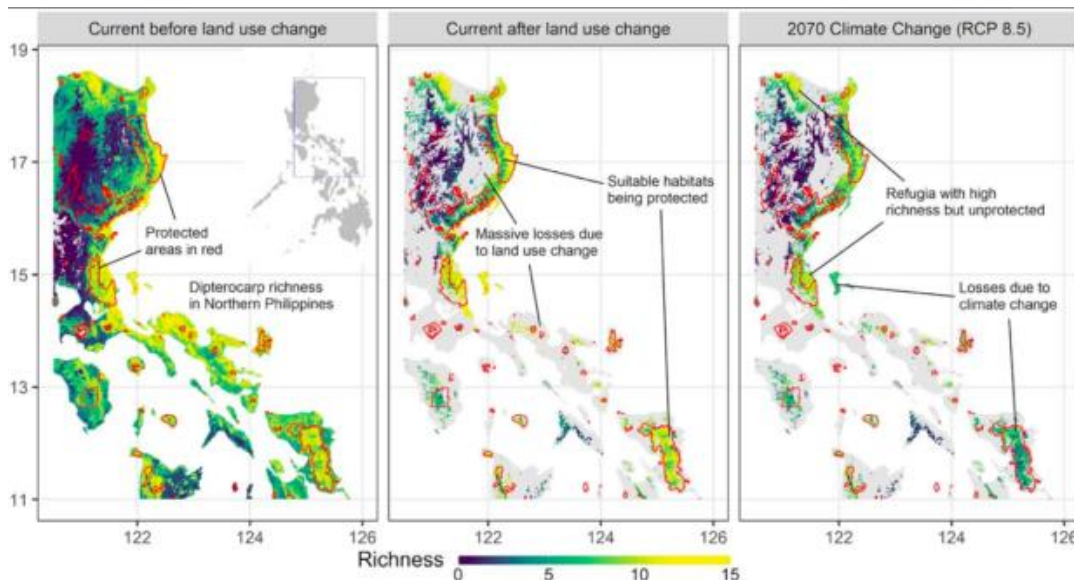 Current before land use change
Current after land use change
2070 Climate Change (RCP 8.5)
19
17
15
13
11
Protected
areas in red
Dipterocarp richness
in Northern Philippines
Suitable habitats
being protected
Massive losses due
to land use change
Refugia with high
richness but unprotected
Losses due to
climate change
122
124
126
122
124
126
122
124
126
Richness
0
5
10
15